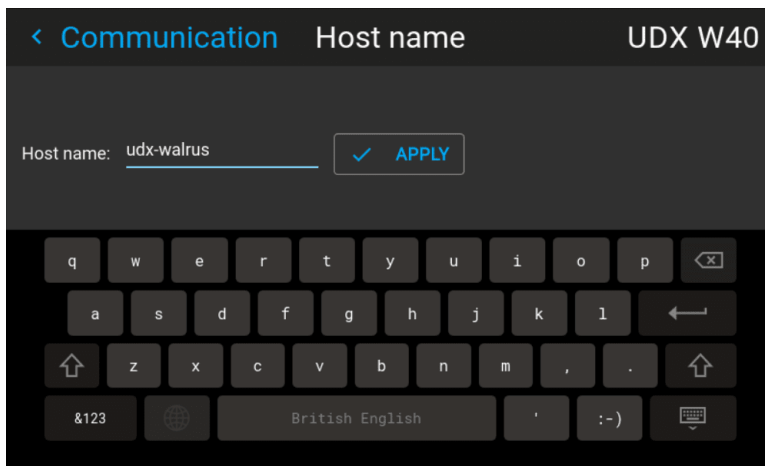 Communication Host name UDX W40
Host name: udx-walrus APPLY
q w e r t y u i o p
a s d f g h j k l
z x c v b n m , .
&123 British English ' :-)